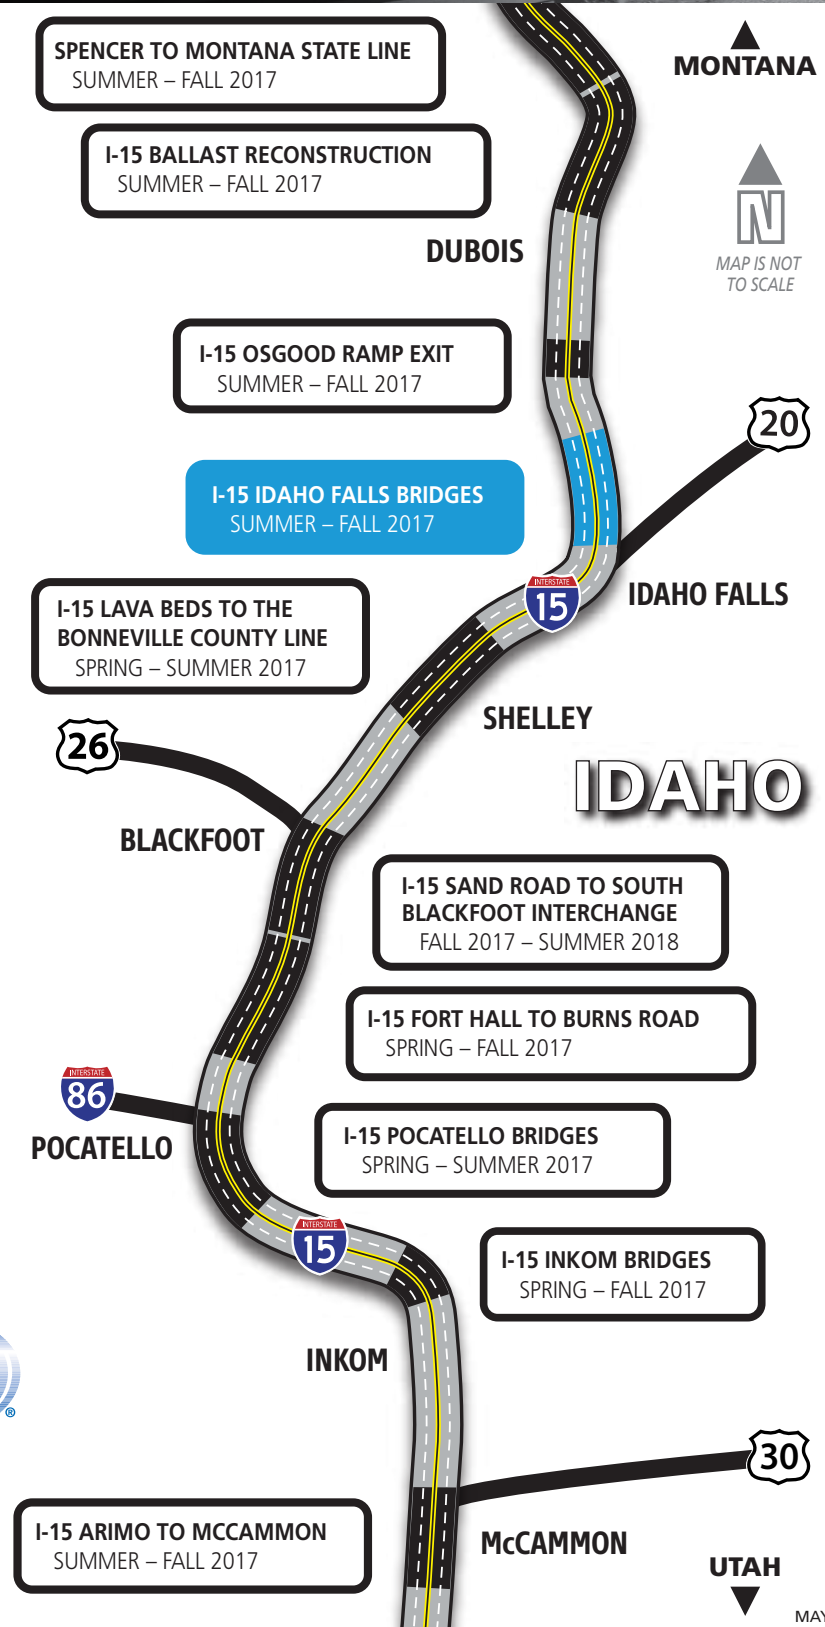 SPENCER TO MONTANA STATE LINE
SUMMER – FALL 2017
MONTANA
I-15 BALLAST RECONSTRUCTION
SUMMER – FALL 2017
N
DUBOIS
MAP IS NOT
TO SCALE
I-15 OSGOOD RAMP EXIT
SUMMER – FALL 2017
20
I-15 IDAHO FALLS BRIDGES
SUMMER – FALL 2017
INTERSTATE
15
IDAHO FALLS
I-15 LAVA BEDS TO THE
BONNEVILLE COUNTY LINE
SPRING – SUMMER 2017
SHELLEY
26
IDAHO
BLACKFOOT
I-15 SAND ROAD TO SOUTH
BLACKFOOT INTERCHANGE
FALL 2017 – SUMMER 2018
I-15 FORT HALL TO BURNS ROAD
SPRING – FALL 2017
INTERSTATE
86
POCATELLO
I-15 POCATELLO BRIDGES
SPRING – SUMMER 2017
INTERSTATE
15
I-15 INKOM BRIDGES
SPRING – FALL 2017
INKOM
®
30
I-15 ARIMO TO MCCAMMON
SUMMER – FALL 2017
McCAMMON
UTAH
MAY